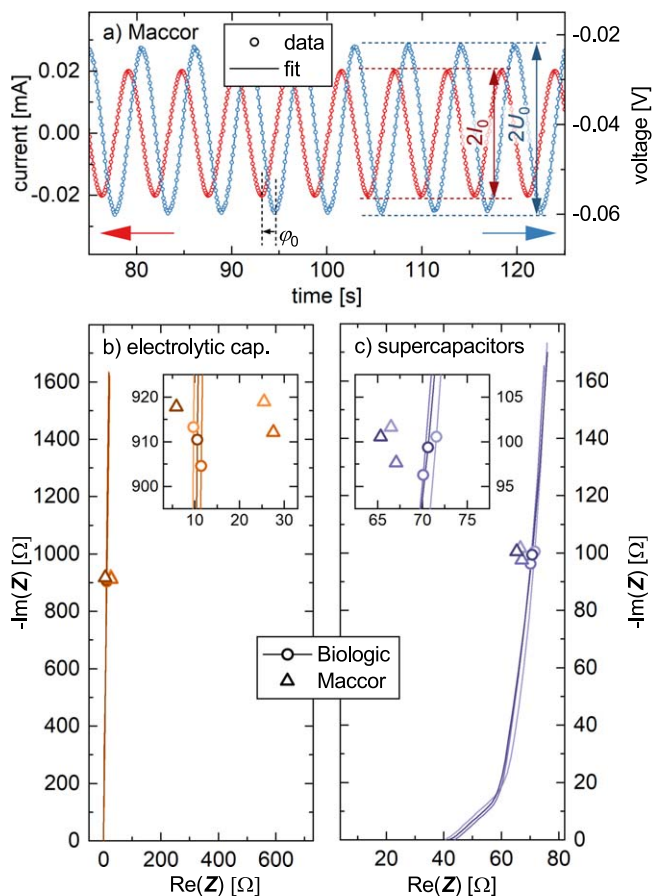 a) Maccor
data
fit
current [mA]
0.02
0.00
-0.02
-0.02
-0.04
-0.06
voltage [V]
2I₀
2U₀
φ₀
80 90 100 110 120
time [s]
b) electrolytic cap.
c) supercapacitors
-Im(Z) [Ω]
1600
1400
1200
1000
800
600
400
200
0
920
910
900
10 20 30
105
100
95
65 70 75
160
140
120
100
80
60
40
20
0
-Im(Z) [Ω]
Biologic
Maccor
0 200 400 600
Re(Z) [Ω]
20 40 60 80
Re(Z) [Ω]